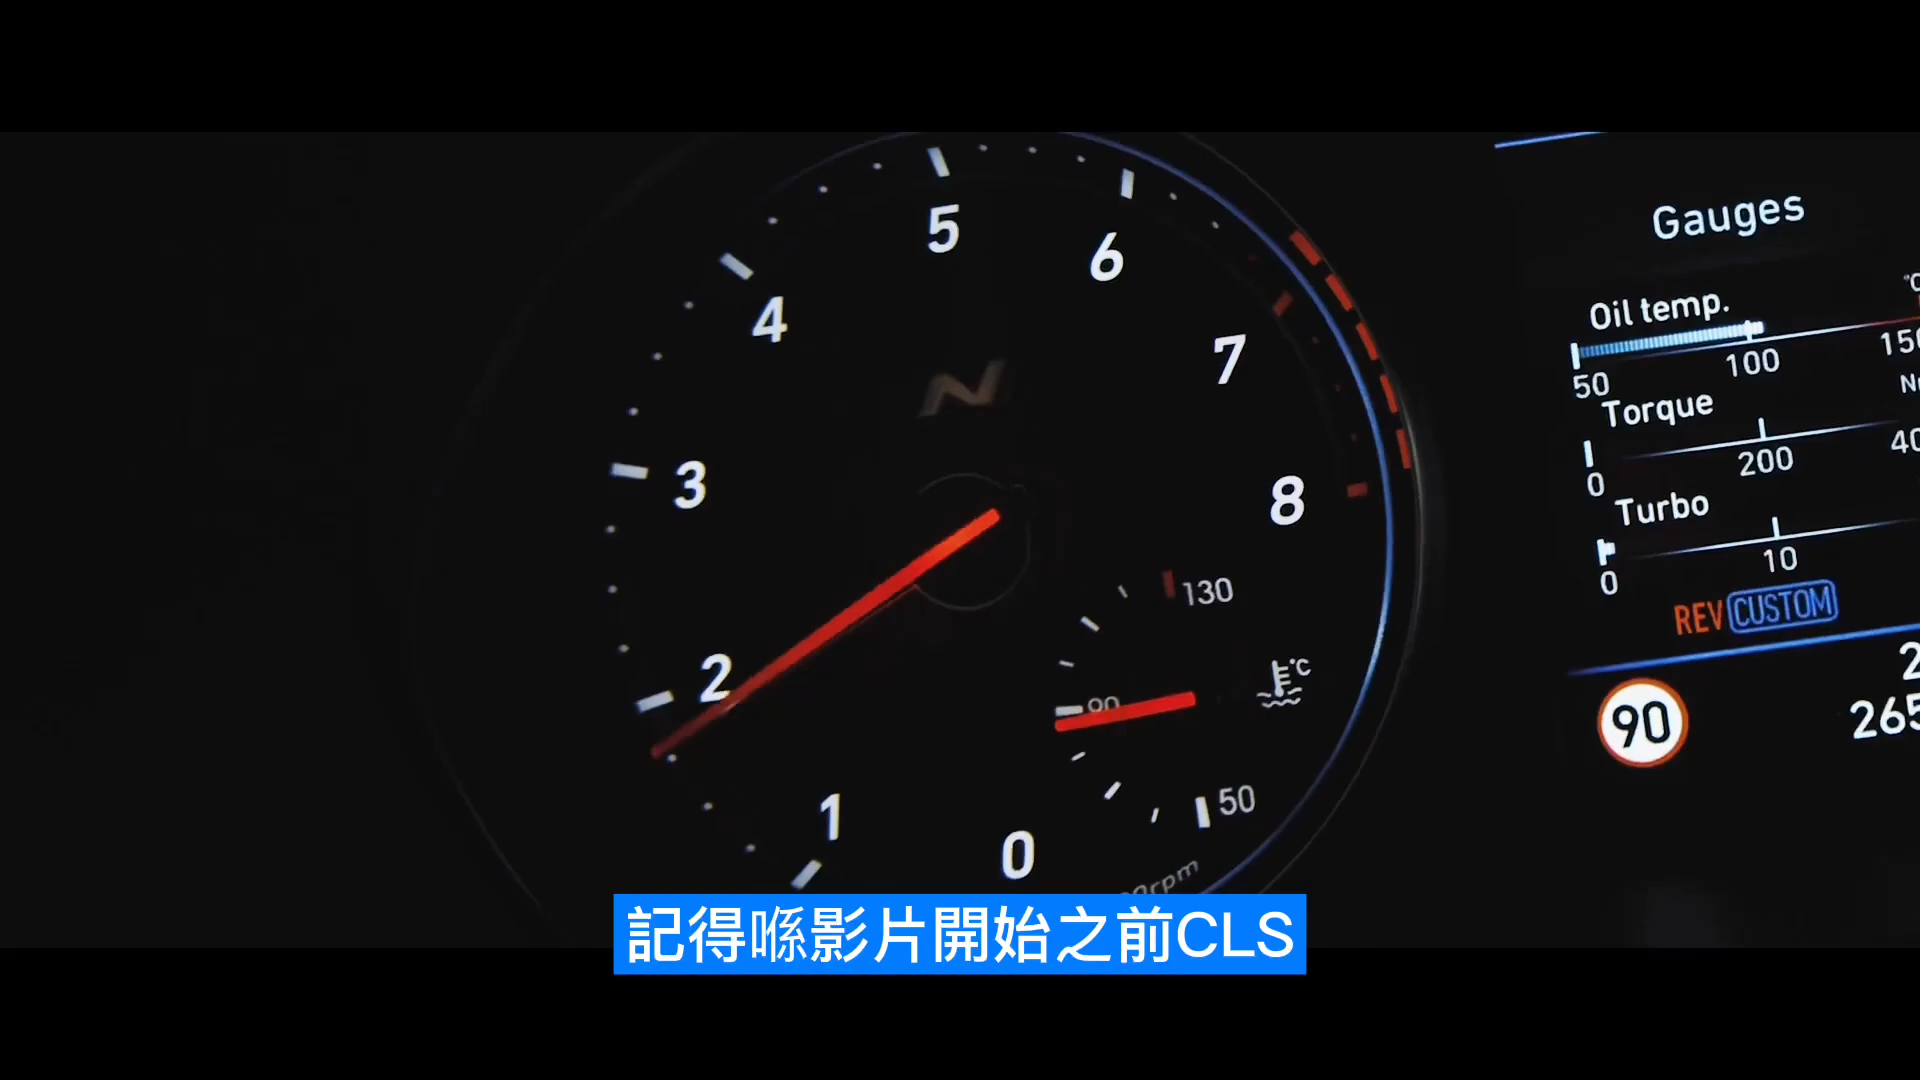 5
6
4
7
3
8
2
1
0
N
130
°C
90
50
Gauges
Oil temp.
50
100
Torque
0
200
Turbo
0
10
REV CUSTOM
90
記得喺影片開始之前CLS